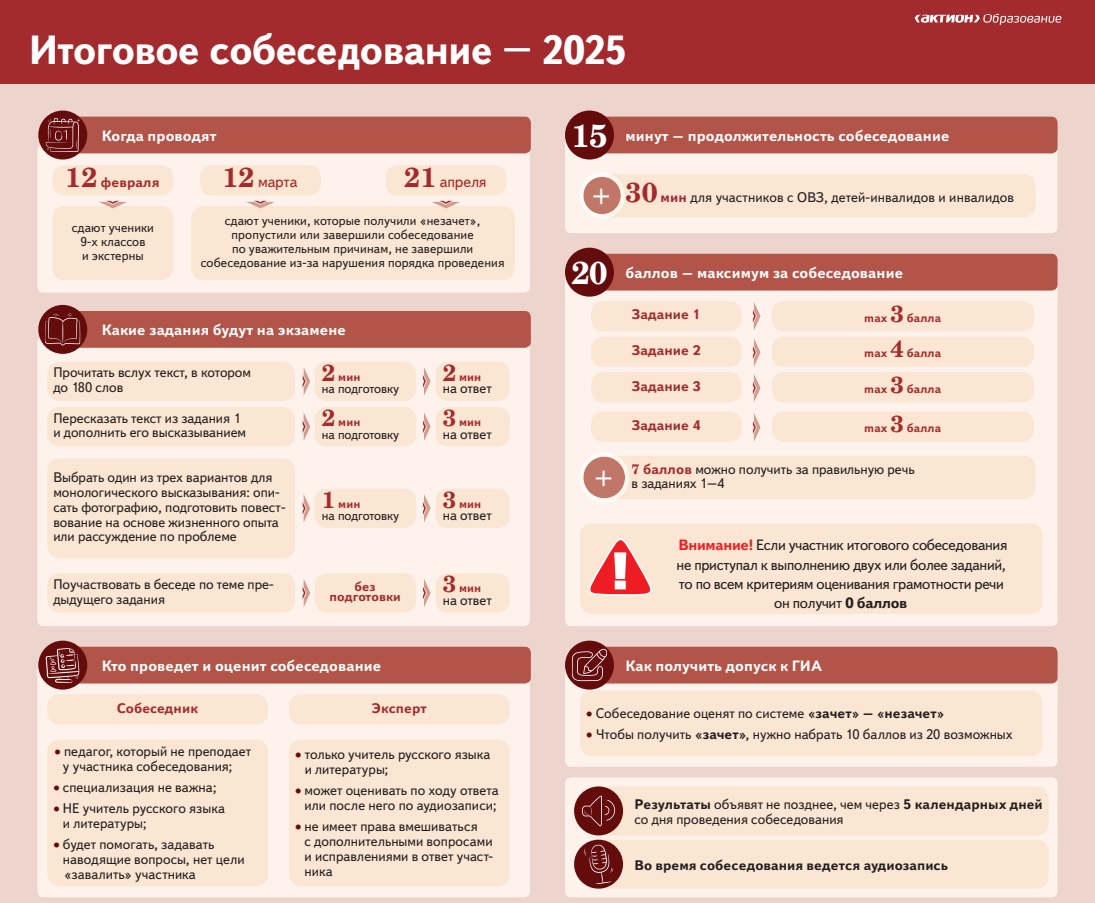 ‹актион› Образование
Итоговое собеседование — 2025
Когда проводят
12 февраля
12 марта
21 апреля
сдают ученики
9-х классов
и экстерны
сдают ученики, которые получили «незачет»,
пропустили или завершили собеседование
по уважительным причинам, не завершили
собеседование из-за нарушения порядка проведения
Какие задания будут на экзамене
Прочитать вслух текст, в котором
до 180 слов
2 мин
на подготовку
2 мин
на ответ
Пересказать текст из задания 1
и дополнить его высказыванием
2 мин
на подготовку
3 мин
на ответ
Выбрать один из трех вариантов для
монологического высказывания: опи-
сать фотографию, подготовить повест-
вование на основе жизненного опыта
или рассуждение по проблеме
1 мин
на подготовку
3 мин
на ответ
Поучаствовать в беседе по теме пре-
дыдущего задания
без
подготовки
3 мин
на ответ
Кто проведет и оценит собеседование
Собеседник
• педагог, который не преподает
у участника собеседования;
• специализация не важна;
• НЕ учитель русского языка
и литературы;
• будет помогать, задавать
наводящие вопросы, нет цели
«завалить» участника
Эксперт
• только учитель русского языка
и литературы;
• может оценивать по ходу ответа
или после него по аудиозаписи;
• не имеет права вмешиваться
с дополнительными вопросами
и исправлениями в ответ участ-
ника
15 минут — продолжительность собеседование
+ 30 мин для участников с ОВЗ, детей-инвалидов и инвалидов
20 баллов — максимум за собеседование
Задание 1
max 3 балла
Задание 2
max 4 балла
Задание 3
max 3 балла
Задание 4
max 3 балла
+ 7 баллов можно получить за правильную речь
в заданиях 1—4
! Внимание! Если участник итогового собеседования
не приступал к выполнению двух или более заданий,
то по всем критериям оценивания грамотности речи
он получит 0 баллов
Как получить допуск к ГИА
• Собеседование оценят по системе «зачет» — «незачет»
• Чтобы получить «зачет», нужно набрать 10 баллов из 20 возможных
Результаты объявят не позднее, чем через 5 календарных дней
со дня проведения собеседования
Во время собеседования ведется аудиозапись